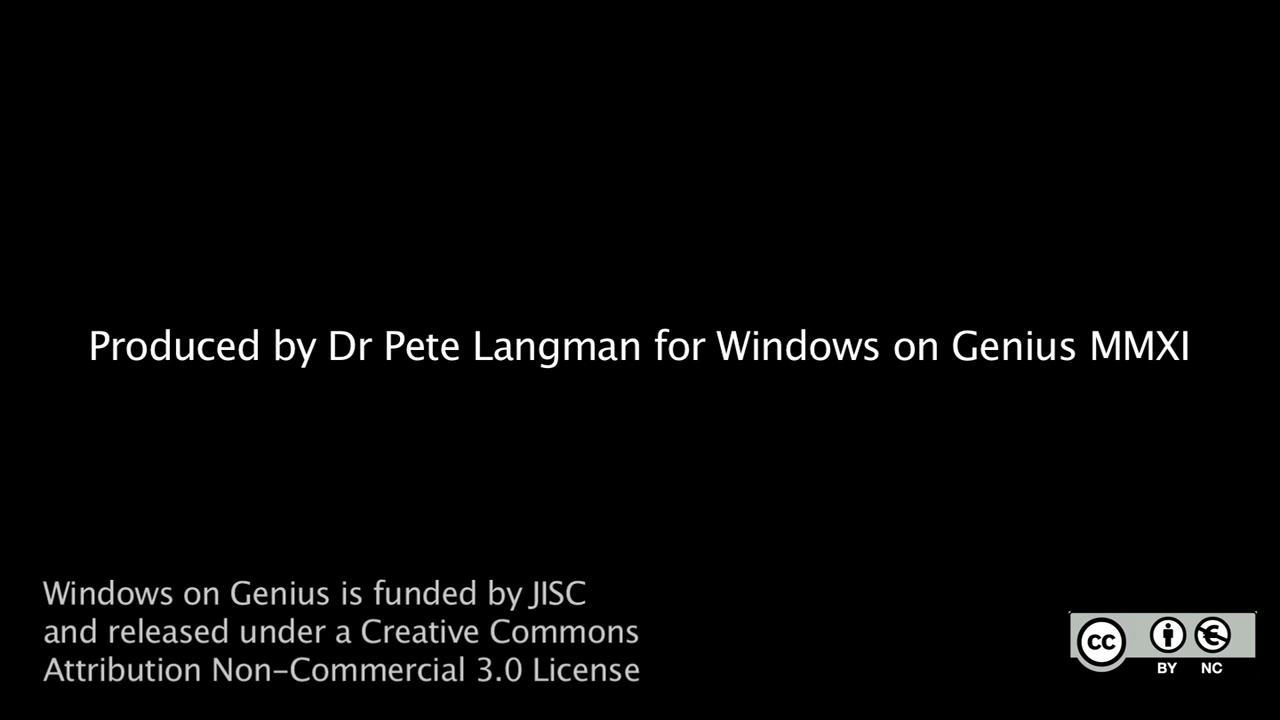 Produced by Dr Pete Langman for Windows on Genius MMXI
Windows on Genius is funded by JISC
and released under a Creative Commons
Attribution Non-Commercial 3.0 License
cc
BY NC